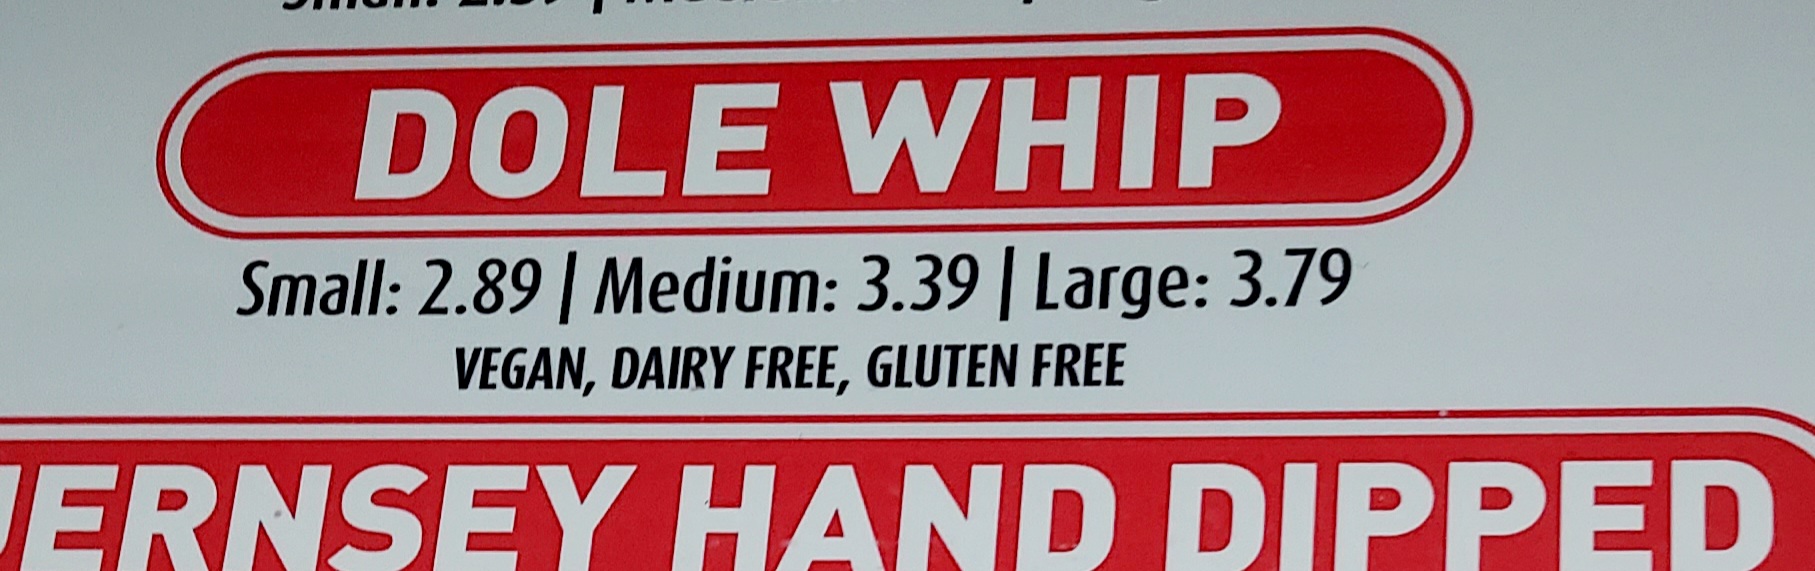 DOLE WHIP
Small: 2.89 | Medium: 3.39 | Large: 3.79
VEGAN, DAIRY FREE, GLUTEN FREE
HAND DIPPED